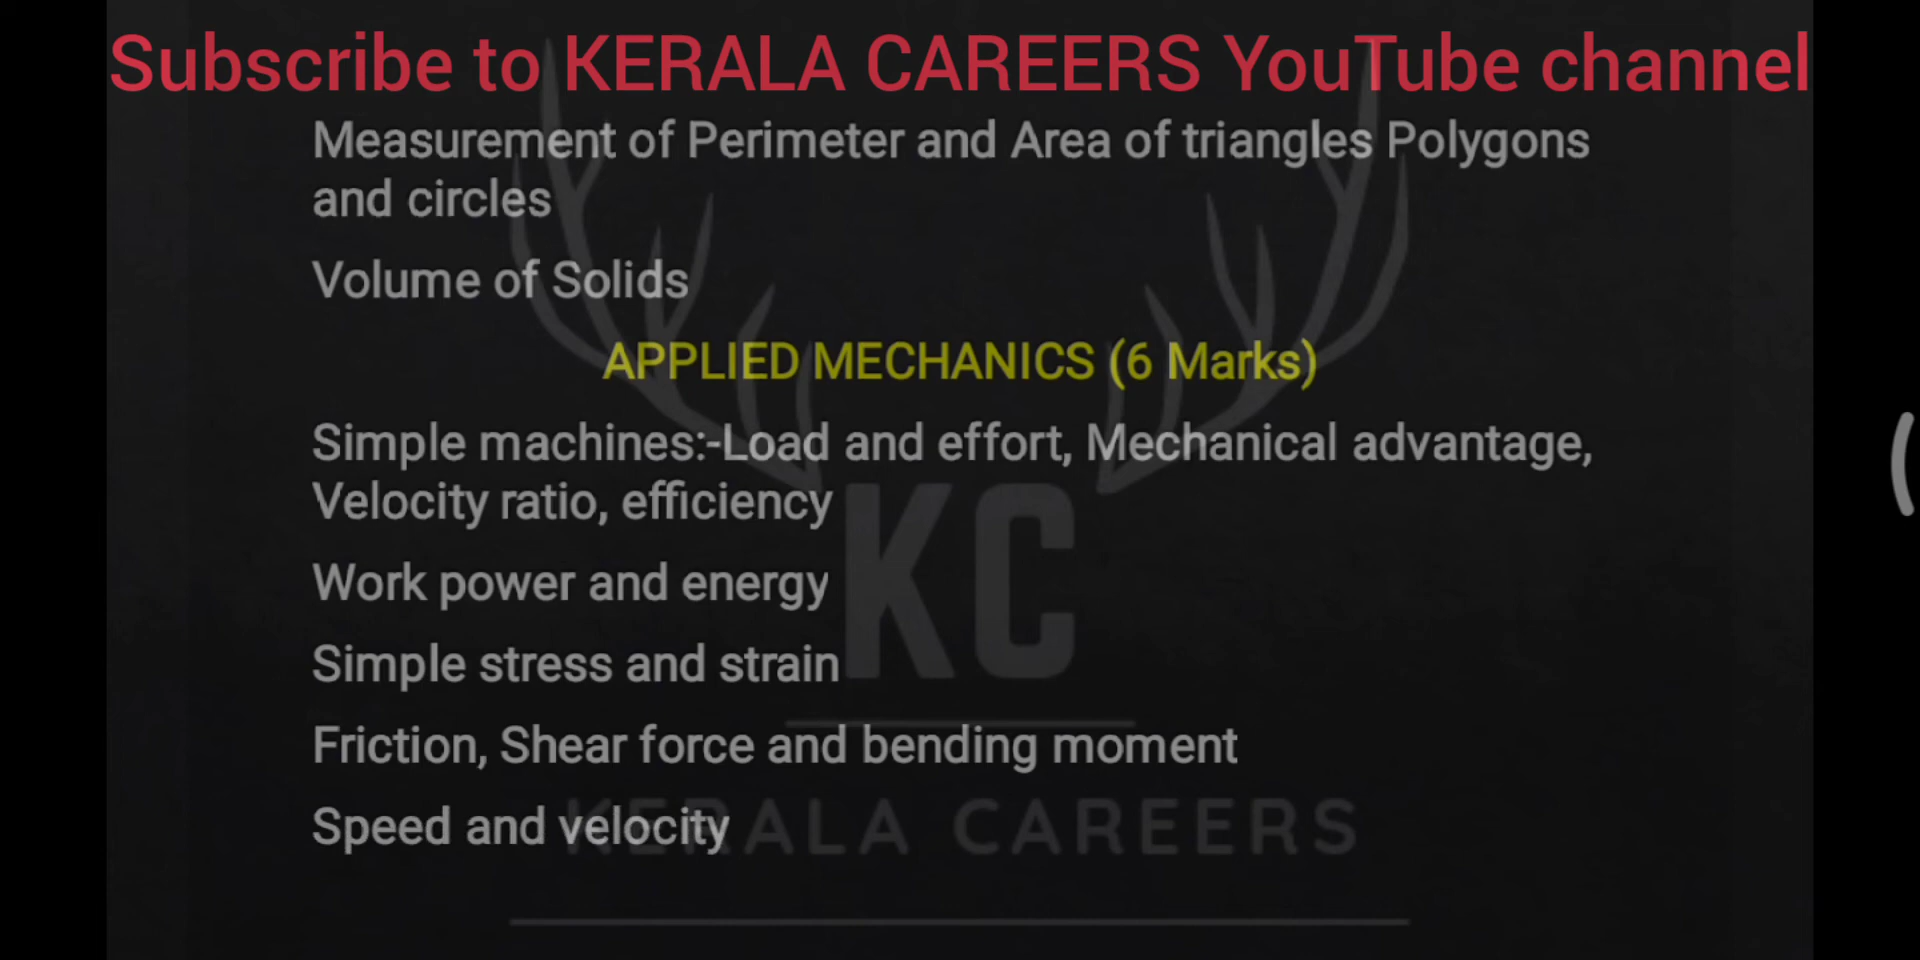 Subscribe to KERALA CAREERS YouTube channel
Measurement of Perimeter and Area of triangles Polygons
and circles
Volume of Solids
APPLIED MECHANICS (6 Marks)
Simple machines:-Load and effort, Mechanical advantage,
Velocity ratio, efficiency
KC
Work power and energy
Simple stress and strain
Friction, Shear force and bending moment
Speed and velocity
KERALA CAREERS